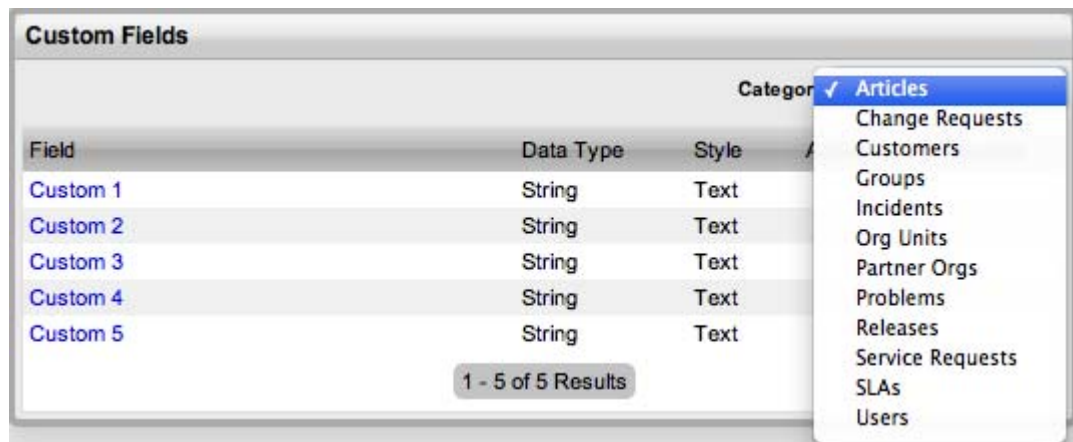 Custom Fields
Categor ✓ Articles
Change Requests
Field Data Type Style Customers
Custom 1 String Text Groups
Incidents
Custom 2 String Text Org Units
Custom 3 String Text Partner Orgs
Custom 4 String Text Problems
Releases
Custom 5 String Text Service Requests
1 - 5 of 5 Results SLAs
Users